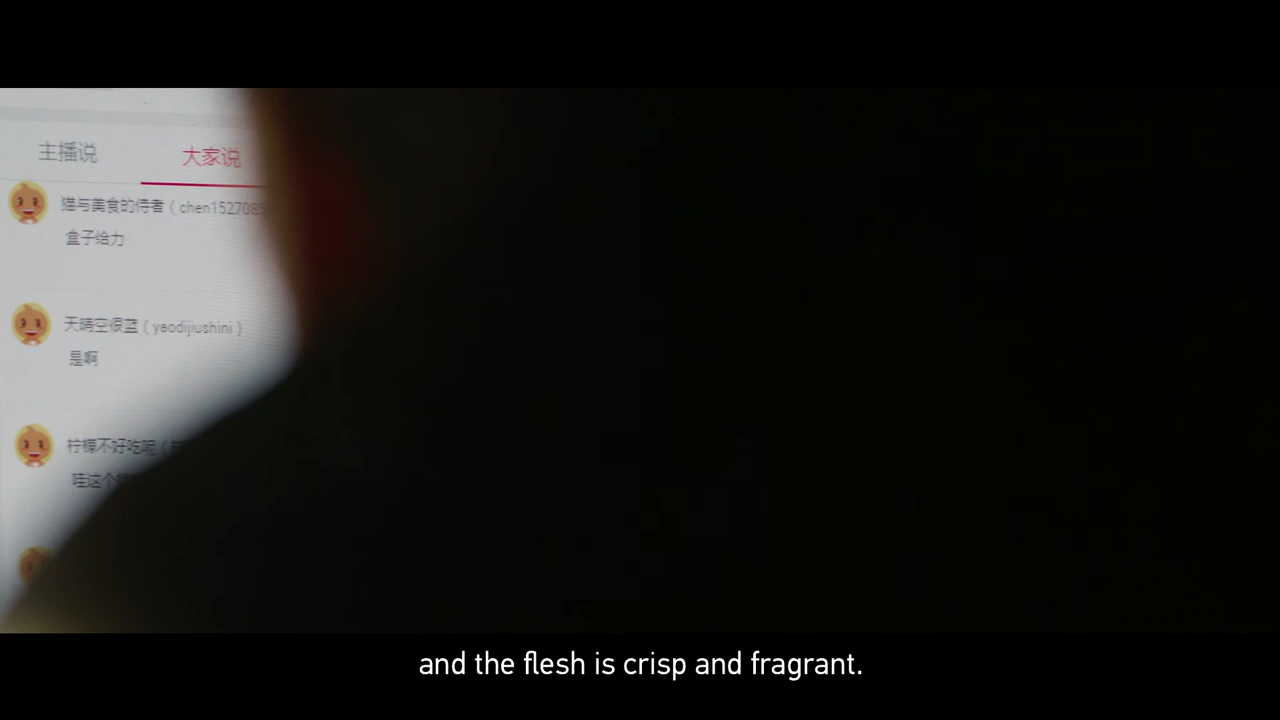 主播说
大家说
猫与美食的侍者（chen152708
盒子给力
天晴空很蓝（yaodijiushini）
是啊
柠檬不好吃呢（
哇这个
and the flesh is crisp and fragrant.